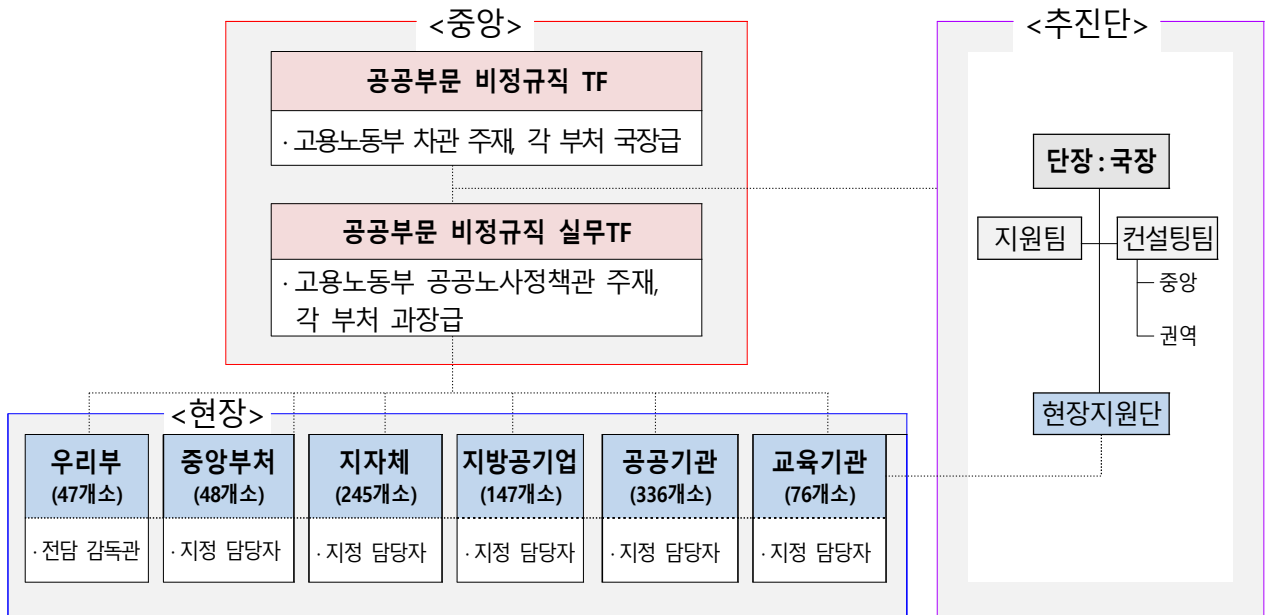 <중앙>
공공부문 비정규직 TF
· 고용노동부 차관 주재, 각 부처 국장급
공공부문 비정규직 실무TF
· 고용노동부 공공노사정책관 주재,
각 부처 과장급
<추진단>
단장 : 국장
지원팀
컨설팅팀
중앙
권역
현장지원단
<현장>
우리부
(47개소)
· 전담 감독관
중앙부처
(48개소)
· 지정 담당자
지자체
(245개소)
· 지정 담당자
지방공기업
(147개소)
· 지정 담당자
공공기관
(336개소)
· 지정 담당자
교육기관
(76개소)
· 지정 담당자